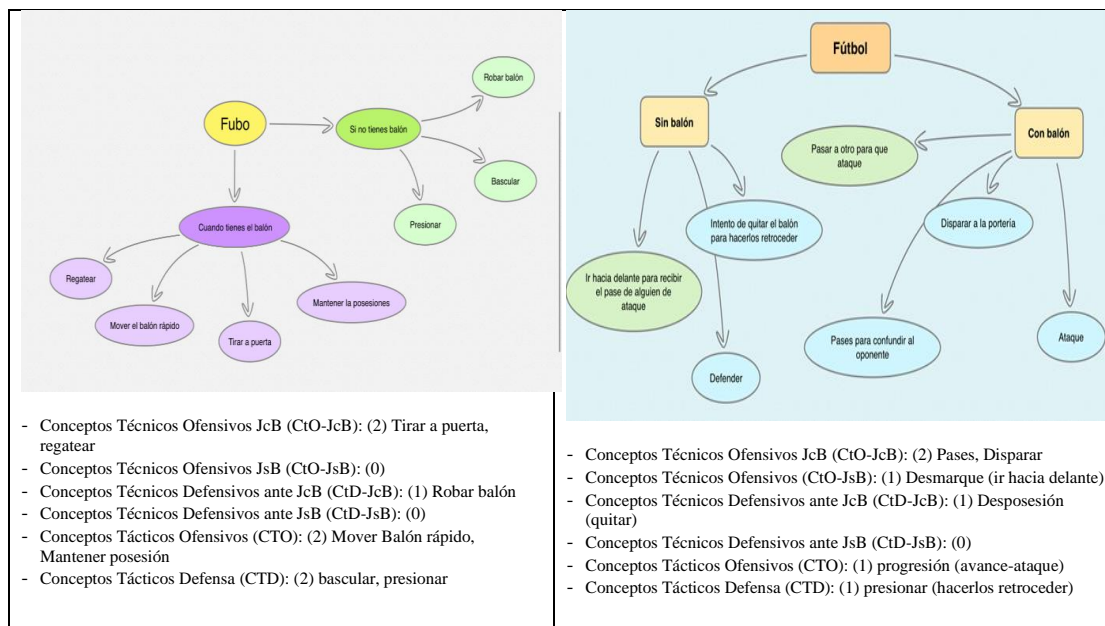 Fubo
Si no tienes balón
Robar balón
Bascular
Presionar
Cuando tienes el balón
Regatear
Mover el balón rápido
Tirar a puerta
Mantener la posesiones
- Conceptos Técnicos Ofensivos JcB (CtO-JcB): (2) Tirar a puerta,
regatear
- Conceptos Técnicos Ofensivos JsB (CtO-JsB): (0)
- Conceptos Técnicos Defensivos ante JcB (CtD-JcB): (1) Robar balón
- Conceptos Técnicos Defensivos ante JsB (CtD-JsB): (0)
- Conceptos Tácticos Ofensivos (CTO): (2) Mover Balón rápido,
Mantener posesión
- Conceptos Tácticos Defensa (CTD): (2) bascular, presionar
Fútbol
Sin balón
Con balón
Pasar a otro para que
ataque
Intento de quitar el balón
para hacerlos retroceder
Disparar a la portería
Ir hacia delante para recibir
el pase de alguien de
ataque
Pases para confundir al
oponente
Ataque
Defender
- Conceptos Técnicos Ofensivos JcB (CtO-JcB): (2) Pases, Disparar
- Conceptos Técnicos Ofensivos (CtO-JsB): (1) Desmarque (ir hacia delante)
- Conceptos Técnicos Defensivos ante JcB (CtD-JcB): (1) Desposesión
(quitar)
- Conceptos Técnicos Defensivos ante JsB (CtD-JsB): (0)
- Conceptos Tácticos Ofensivos (CTO): (1) progresión (avance-ataque)
- Conceptos Tácticos Defensa (CTD): (1) presionar (hacerlos retroceder)